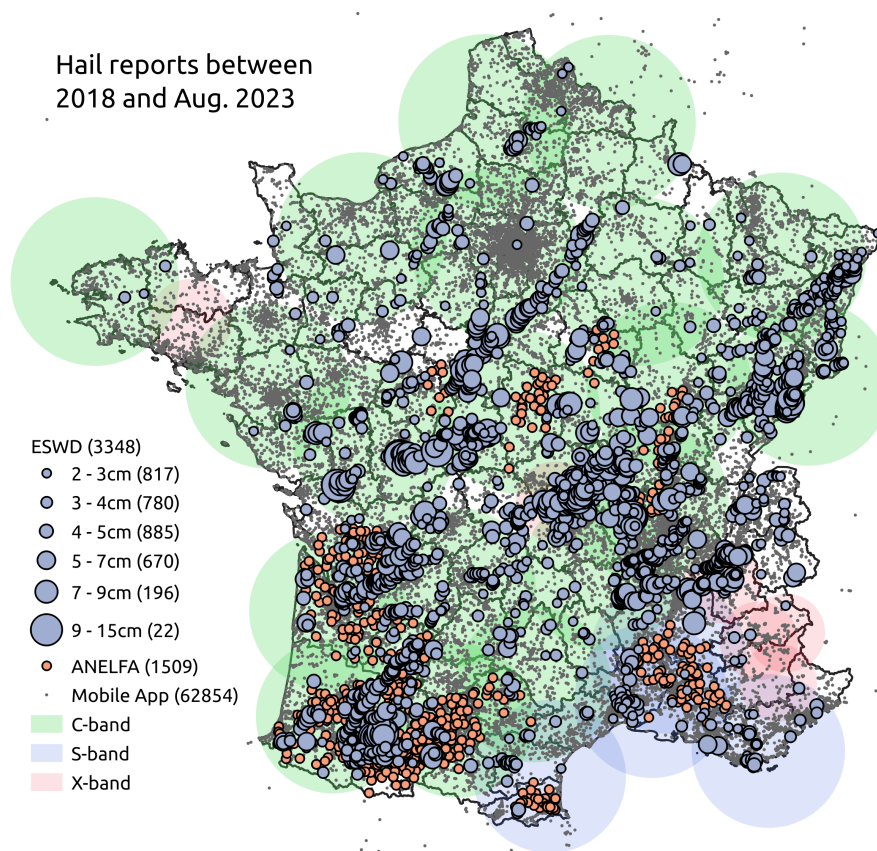 Hail reports between
2018 and Aug. 2023
ESWD (3348)
2 - 3cm (817)
3 - 4cm (780)
4 - 5cm (885)
5 - 7cm (670)
7 - 9cm (196)
9 - 15cm (22)
ANELFA (1509)
Mobile App (62854)
C-band
S-band
X-band